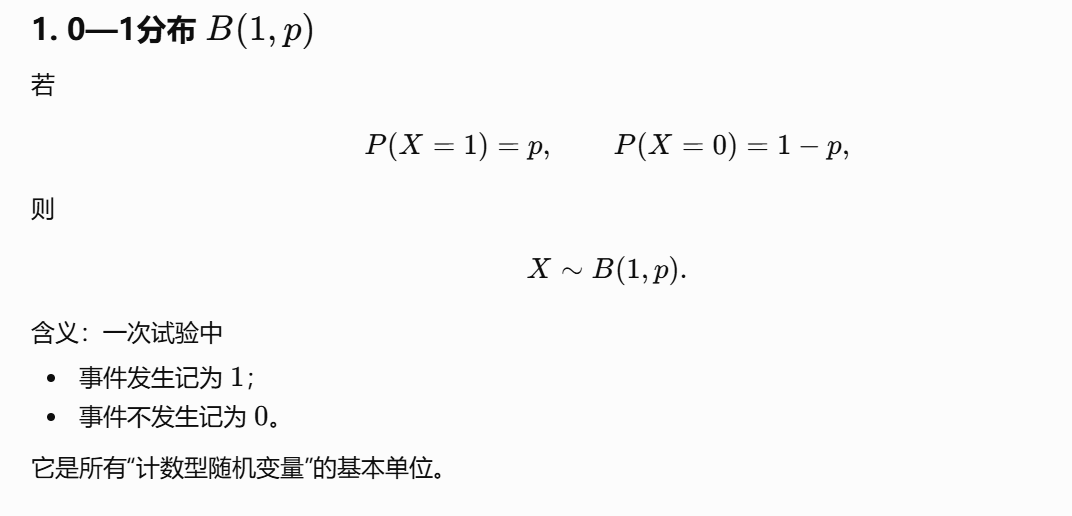 1. 0—1分布 B(1, p)
若
P(X = 1) = p,  P(X = 0) = 1 − p,
则
X ∼ B(1, p).
含义：一次试验中
• 事件发生记为 1；
• 事件不发生记为 0。
它是所有“计数型随机变量”的基本单位。